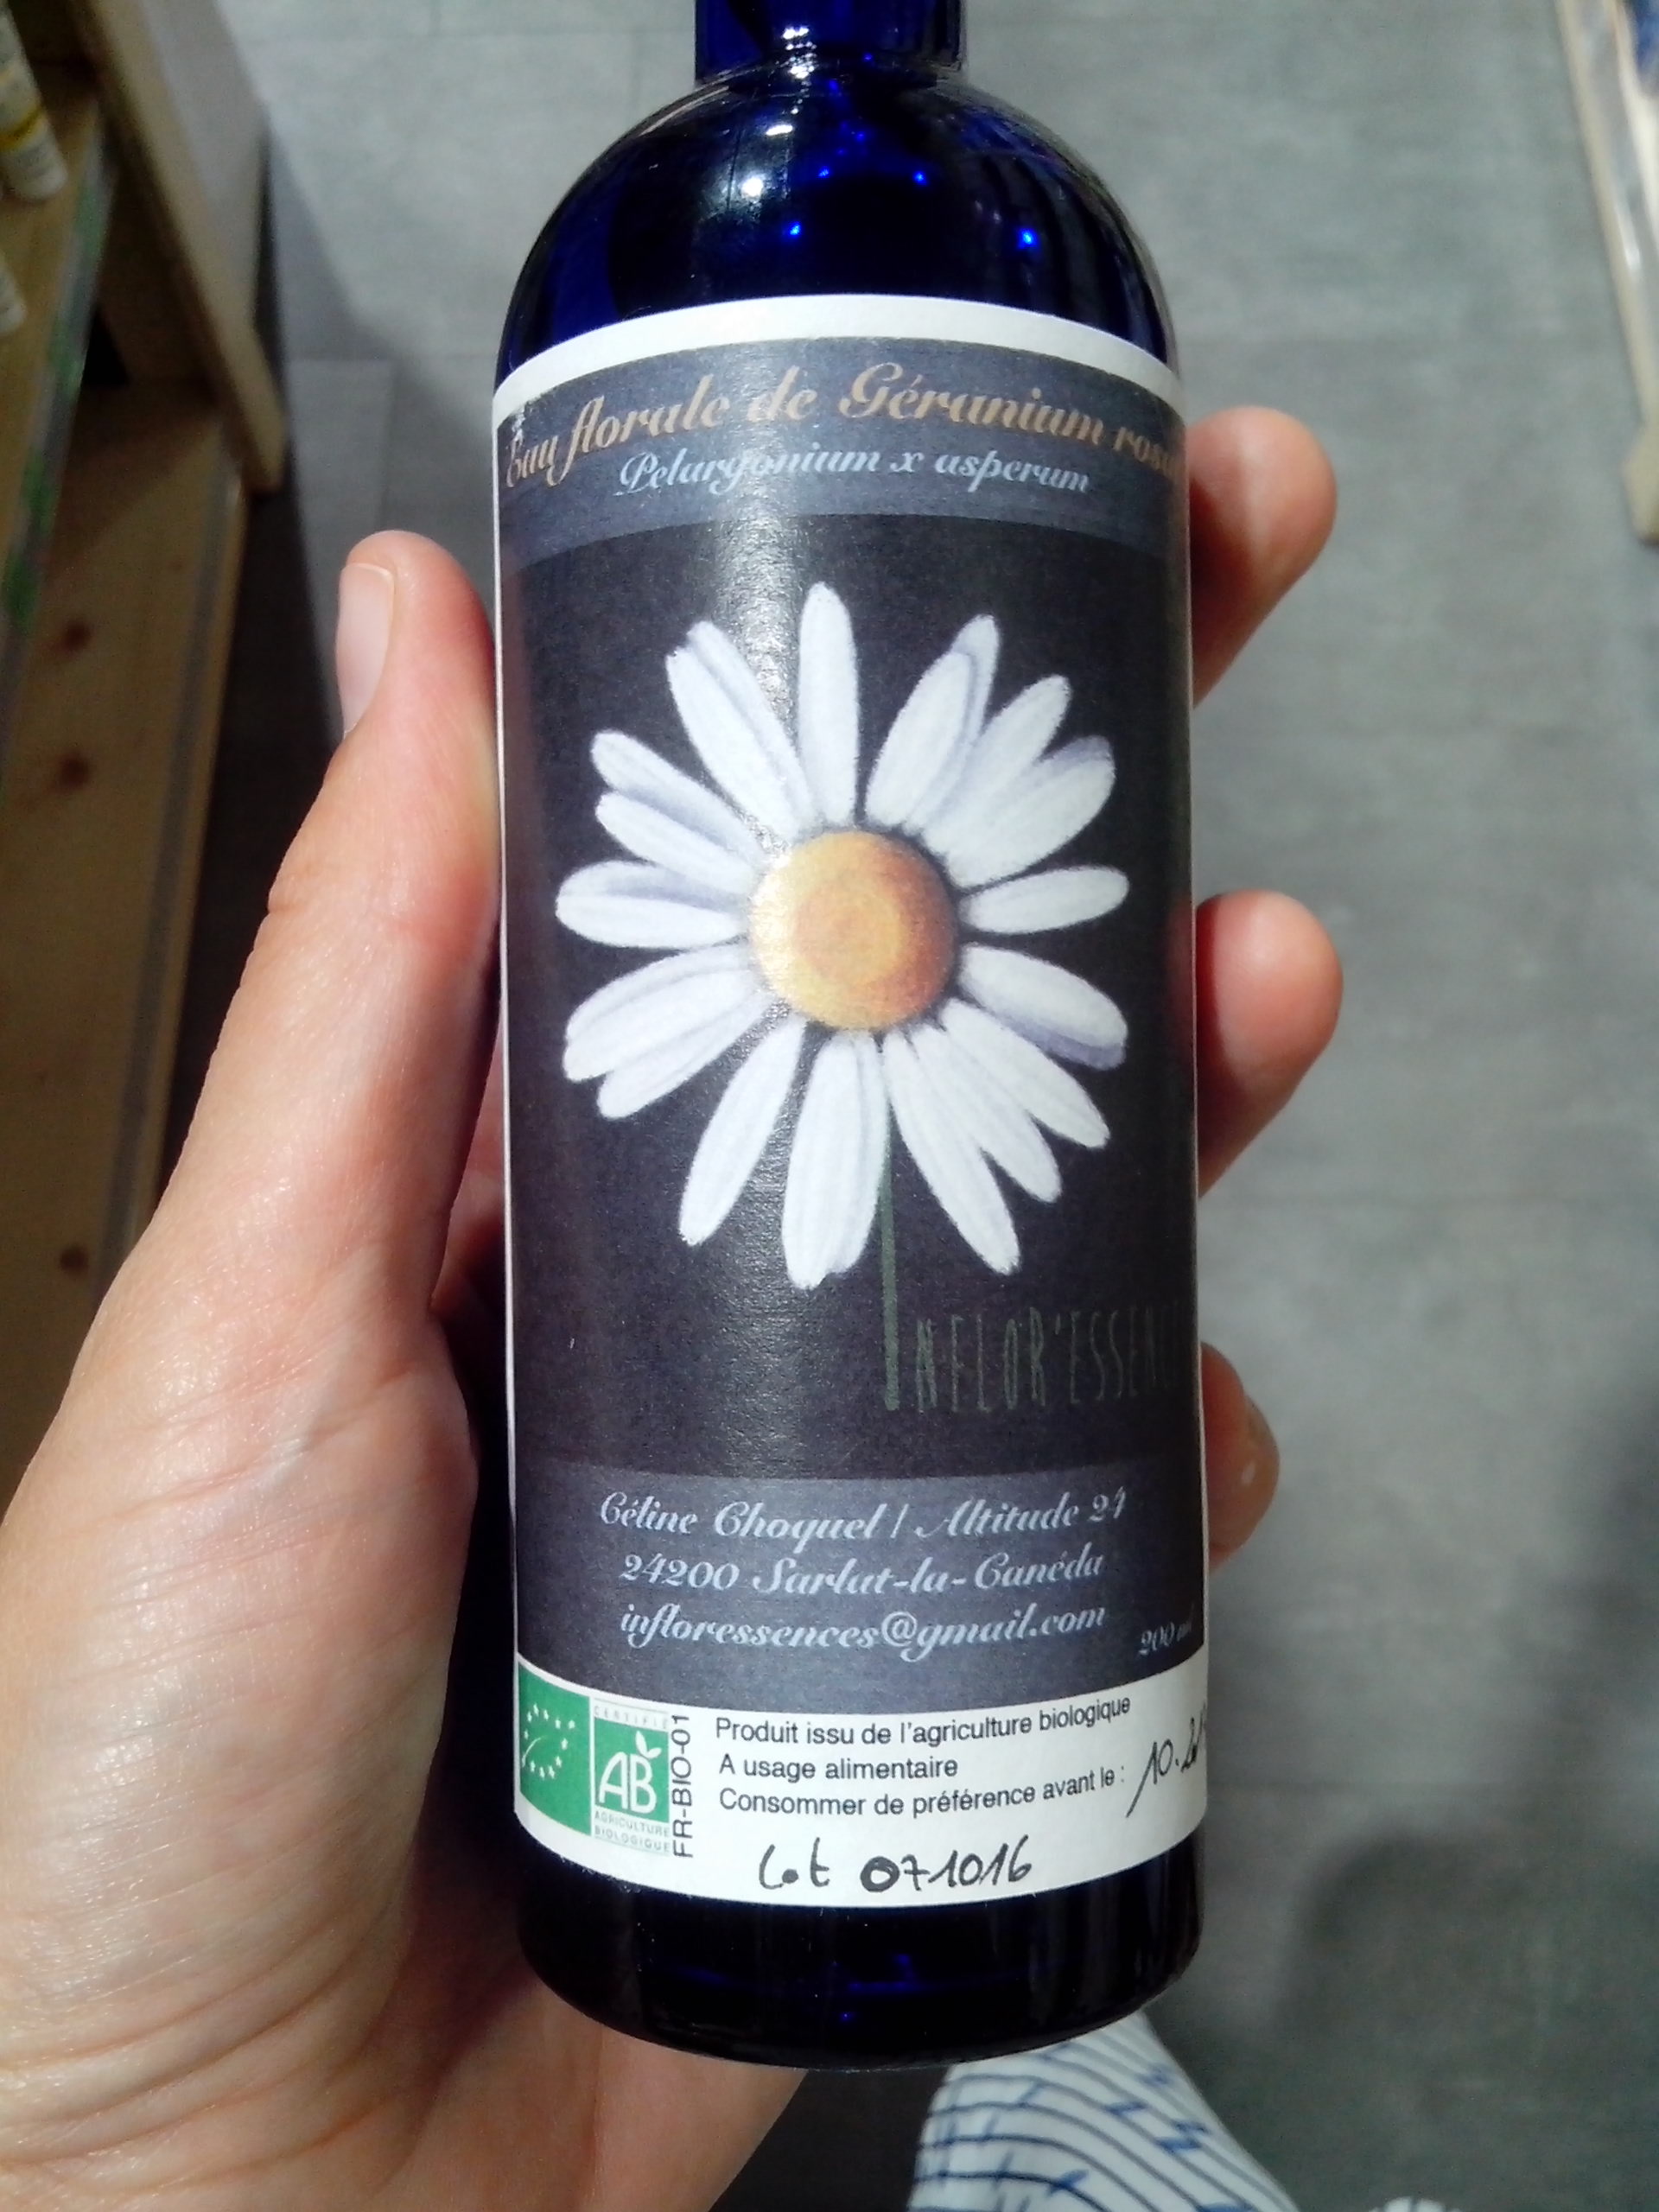 Eau florale de Géranium
Pelargonium x asperum
INFLOR'ESSENC
Céline Choquel / Altitude 24
24200 Sarlat-la-Canéda
infloressences@gmail.com
200 ml
CERTIFIÉ
AB
AGRICULTURE
BIOLOGIQUE
FR-BIO-01
Produit issu de l'agriculture biologique
A usage alimentaire
Consommer de préférence avant le :
Lot 071016